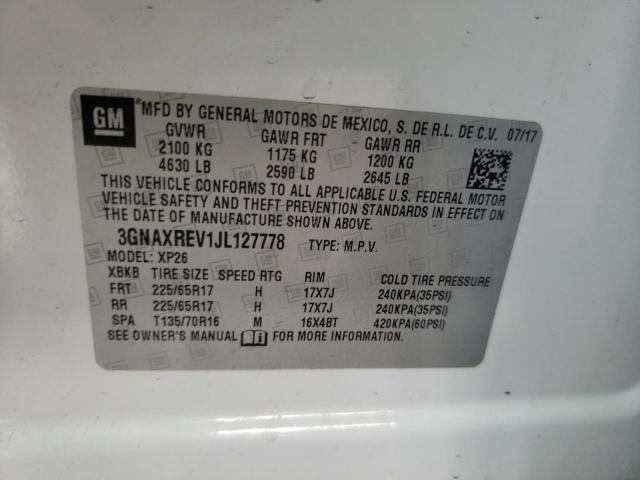 GM
*MFD BY GENERAL MOTORS DE MEXICO, S. DE R.L. DE C.V. 07/17
GVWR GAWR FRT GAWR RR
2100 KG 1175 KG 1200 KG
4630 LB 2590 LB 2645 LB
THIS VEHICLE CONFORMS TO ALL APPLICABLE U.S. FEDERAL MOTOR
VEHICLE SAFETY AND THEFT PREVENTION STANDARDS IN EFFECT ON
THE DATE OF MANUFACTURE SHOWN ABOVE.
3GNAXREV1JL127778 TYPE: M.P.V.
MODEL: XP26
XBKB TIRE SIZE SPEED RTG RIM COLD TIRE PRESSURE
FRT 225/65R17 H 17X7J 240KPA(35PSI)
RR 225/65R17 H 17X7J 240KPA(35PSI)
SPA T135/70R16 M 16X4BT 420KPA(60PSI)
SEE OWNER'S MANUAL FOR MORE INFORMATION.